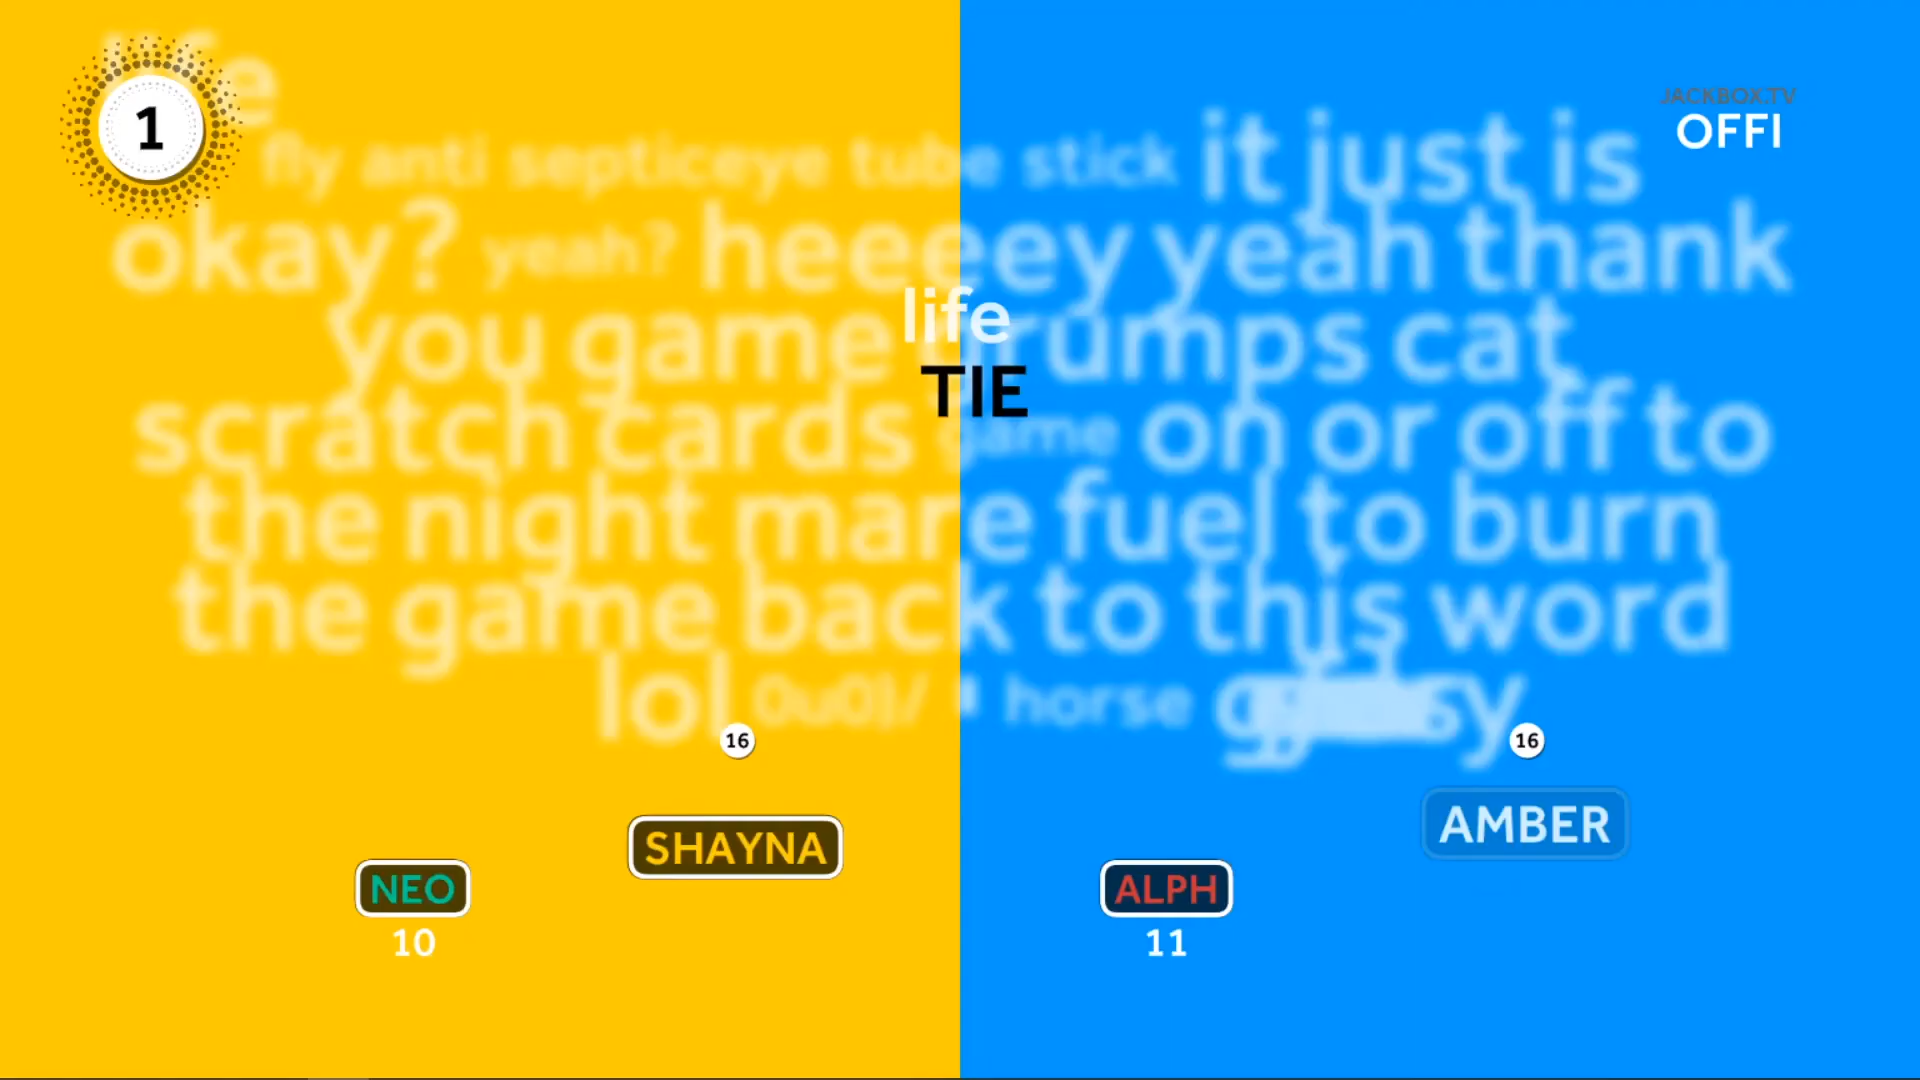 1
JACKBOX.TV
OFFI
fly anti septiceye tube stick it just is
okay? yeah? heeeey yeah thank
you game grumps cat
life
TIE
scratch cards game on or off to
the night mare fuel to burn
the game back to this word
lol 0u0)/ horse
16
16
SHAYNA
AMBER
NEO
10
ALPH
11